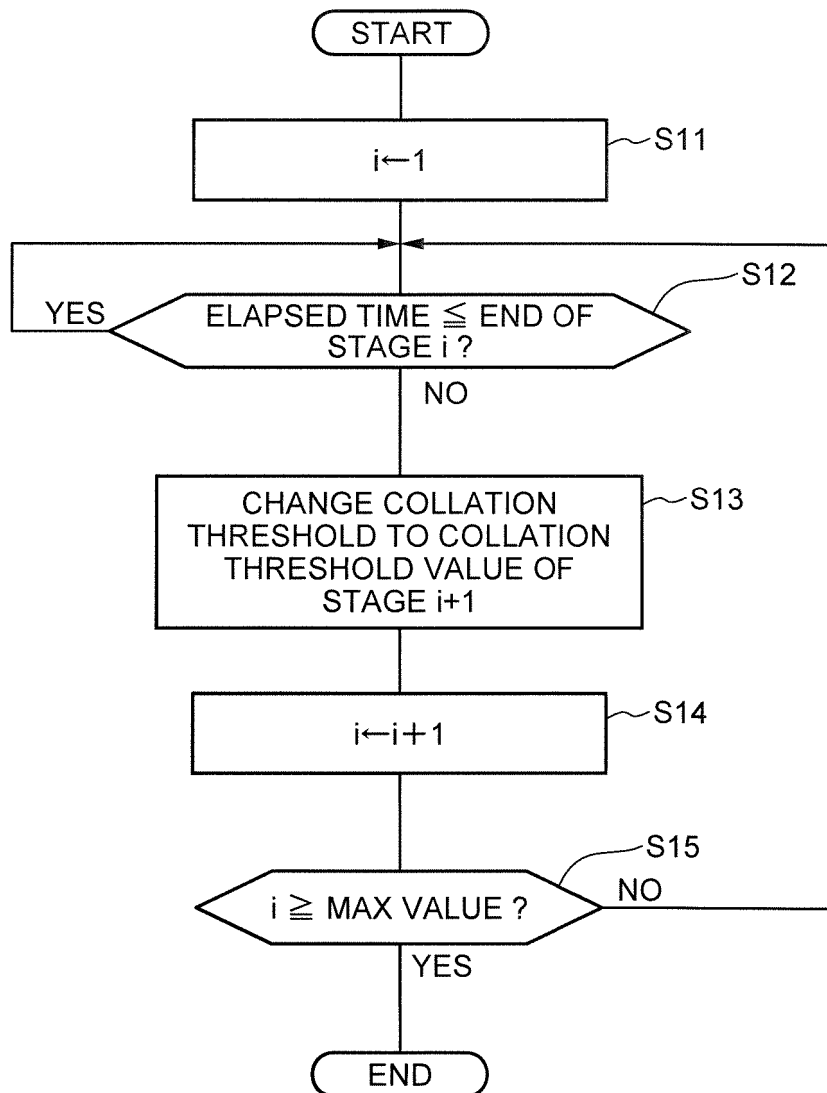 START
i←1
S11
S12
YES
ELAPSED TIME ≦ END OF
STAGE i ?
NO
CHANGE COLLATION
THRESHOLD TO COLLATION
THRESHOLD VALUE OF
STAGE i+1
S13
i←i+1
S14
S15
i ≧ MAX VALUE ?
NO
YES
END